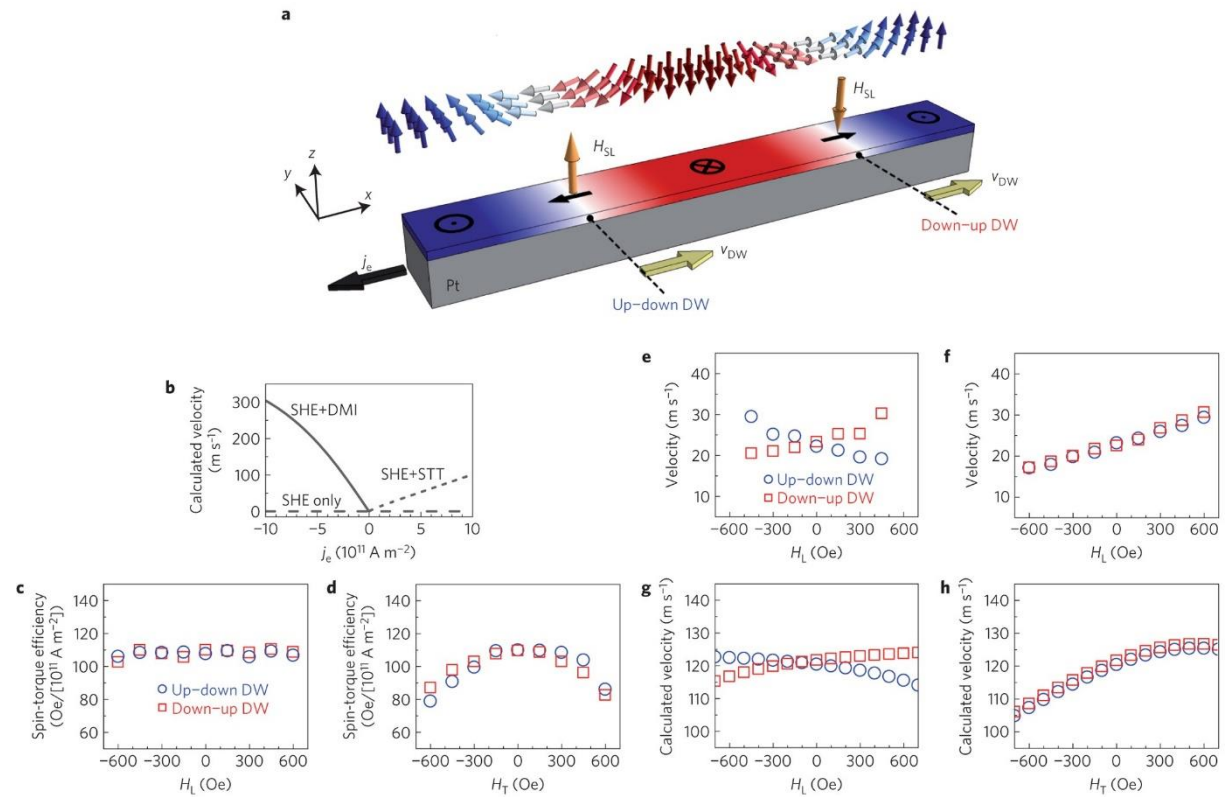 a
H_SL
H_SL
z
y
x
v_DW
Down–up DW
j_e
Pt
v_DW
Up–down DW
b
Calculated velocity
(m s⁻¹)
300
200
100
0
SHE+DMI
SHE+STT
SHE only
−10
−5
0
5
10
j_e (10¹¹ A m⁻²)
e
Velocity (m s⁻¹)
40
30
20
10
Up–down DW
Down–up DW
−600
−300
0
300
600
H_L (Oe)
f
Velocity (m s⁻¹)
40
30
20
10
−600
−300
0
300
600
H_L (Oe)
c
Spin-torque efficiency
(Oe/[10¹¹ A m⁻²])
140
120
100
80
60
Up–down DW
Down–up DW
−600
−300
0
300
600
H_L (Oe)
d
Spin-torque efficiency
(Oe/[10¹¹ A m⁻²])
140
120
100
80
60
−600
−300
0
300
600
H_T (Oe)
g
Calculated velocity (m s⁻¹)
130
120
110
100
−600
−300
0
300
600
H_L (Oe)
h
Calculated velocity (m s⁻¹)
130
120
110
100
−600
−300
0
300
600
H_T (Oe)